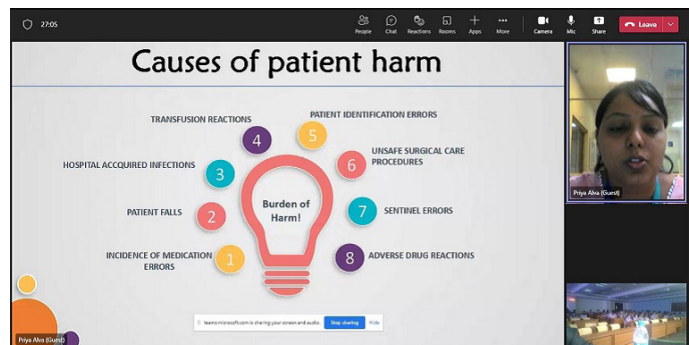 27:05
People
Chat
Reactions
Rooms
Apps
More
Camera
Mic
Share
Leave
Causes of patient harm
TRANSFUSION REACTIONS
4
5
PATIENT IDENTIFICATION ERRORS
HOSPITAL ACCQUIRED INFECTIONS
3
6
UNSAFE SURGICAL CARE
PROCEDURES
PATIENT FALLS
2
Burden of
Harm!
7
SENTINEL ERRORS
INCIDENCE OF MEDICATION
ERRORS
1
8
ADVERSE DRUG REACTIONS
teams.microsoft.com is sharing your screen and audio.
Stop sharing
Hide
Priya Alva (Guest)
Priya Alva (Guest)